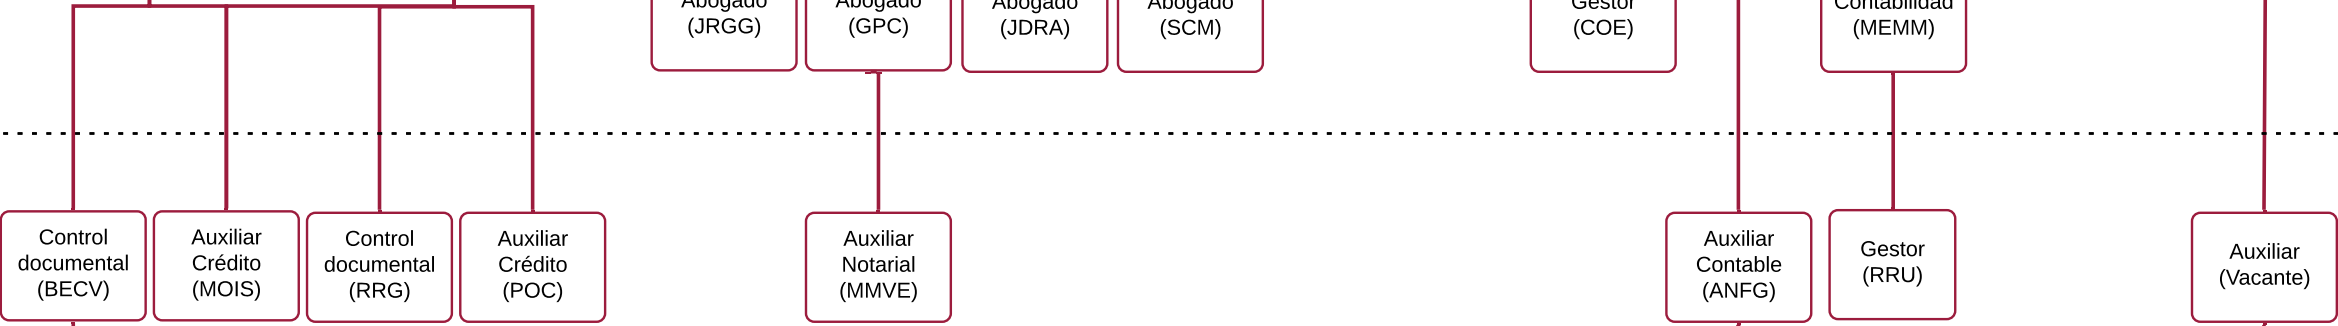 Abogado
(JRGG)
Abogado
(GPC)
Abogado
(JDRA)
Abogado
(SCM)
Gestor
(COE)
Contabilidad
(MEMM)
Control
documental
(BECV)
Auxiliar
Crédito
(MOIS)
Control
documental
(RRG)
Auxiliar
Crédito
(POC)
Auxiliar
Notarial
(MMVE)
Auxiliar
Contable
(ANFG)
Gestor
(RRU)
Auxiliar
(Vacante)